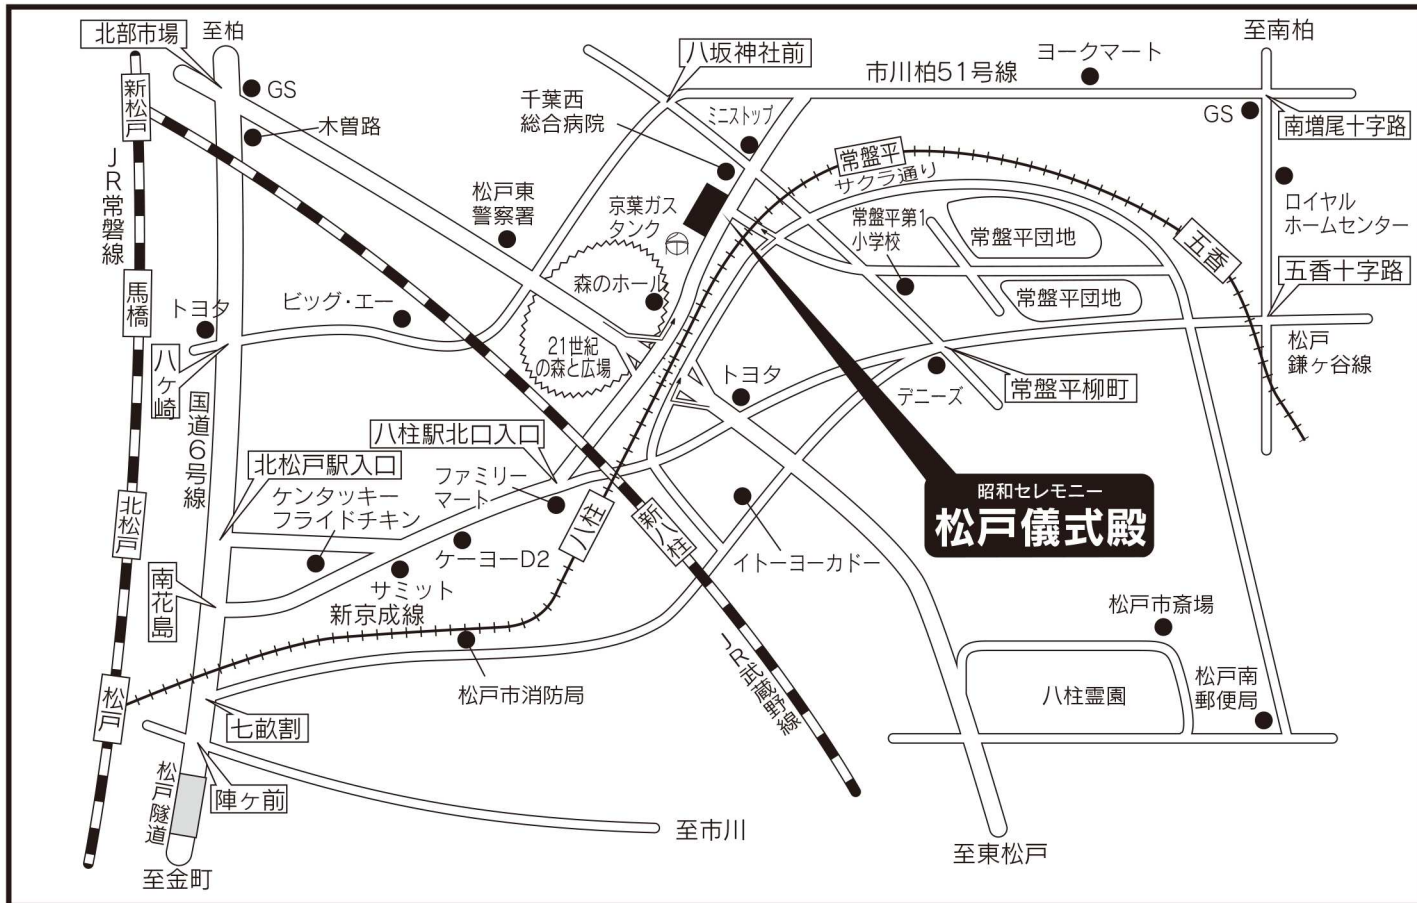 北部市場
至柏
GS
木曽路
新松戸
JR常磐線
馬橋
トヨタ
八ケ崎
国道6号線
北松戸
松戸
ビッグ・エー
松戸東
警察署
千葉西
総合病院
八坂神社前
ミニストップ
市川柏51号線
ヨークマート
至南柏
GS
南増尾十字路
ロイヤル
ホームセンター
五香十字路
松戸
鎌ヶ谷線
常盤平
サクラ通り
五香
京葉ガス
タンク
森のホール
21世紀
の森と広場
常盤平第1
小学校
常盤平団地
常盤平団地
トヨタ
デニーズ
常盤平柳町
八柱駅北口入口
北松戸駅入口
ケンタッキー
フライドチキン
ファミリー
マート
ケーヨーD2
サミット
八柱
新八柱
イトーヨーカドー
昭和セレモニー
松戸儀式殿
南花島
新京成線
松戸市消防局
JR武蔵野線
松戸市斎場
八柱霊園
松戸南
郵便局
七畝割
陣ヶ前
松戸隧道
至金町
至市川
至東松戸